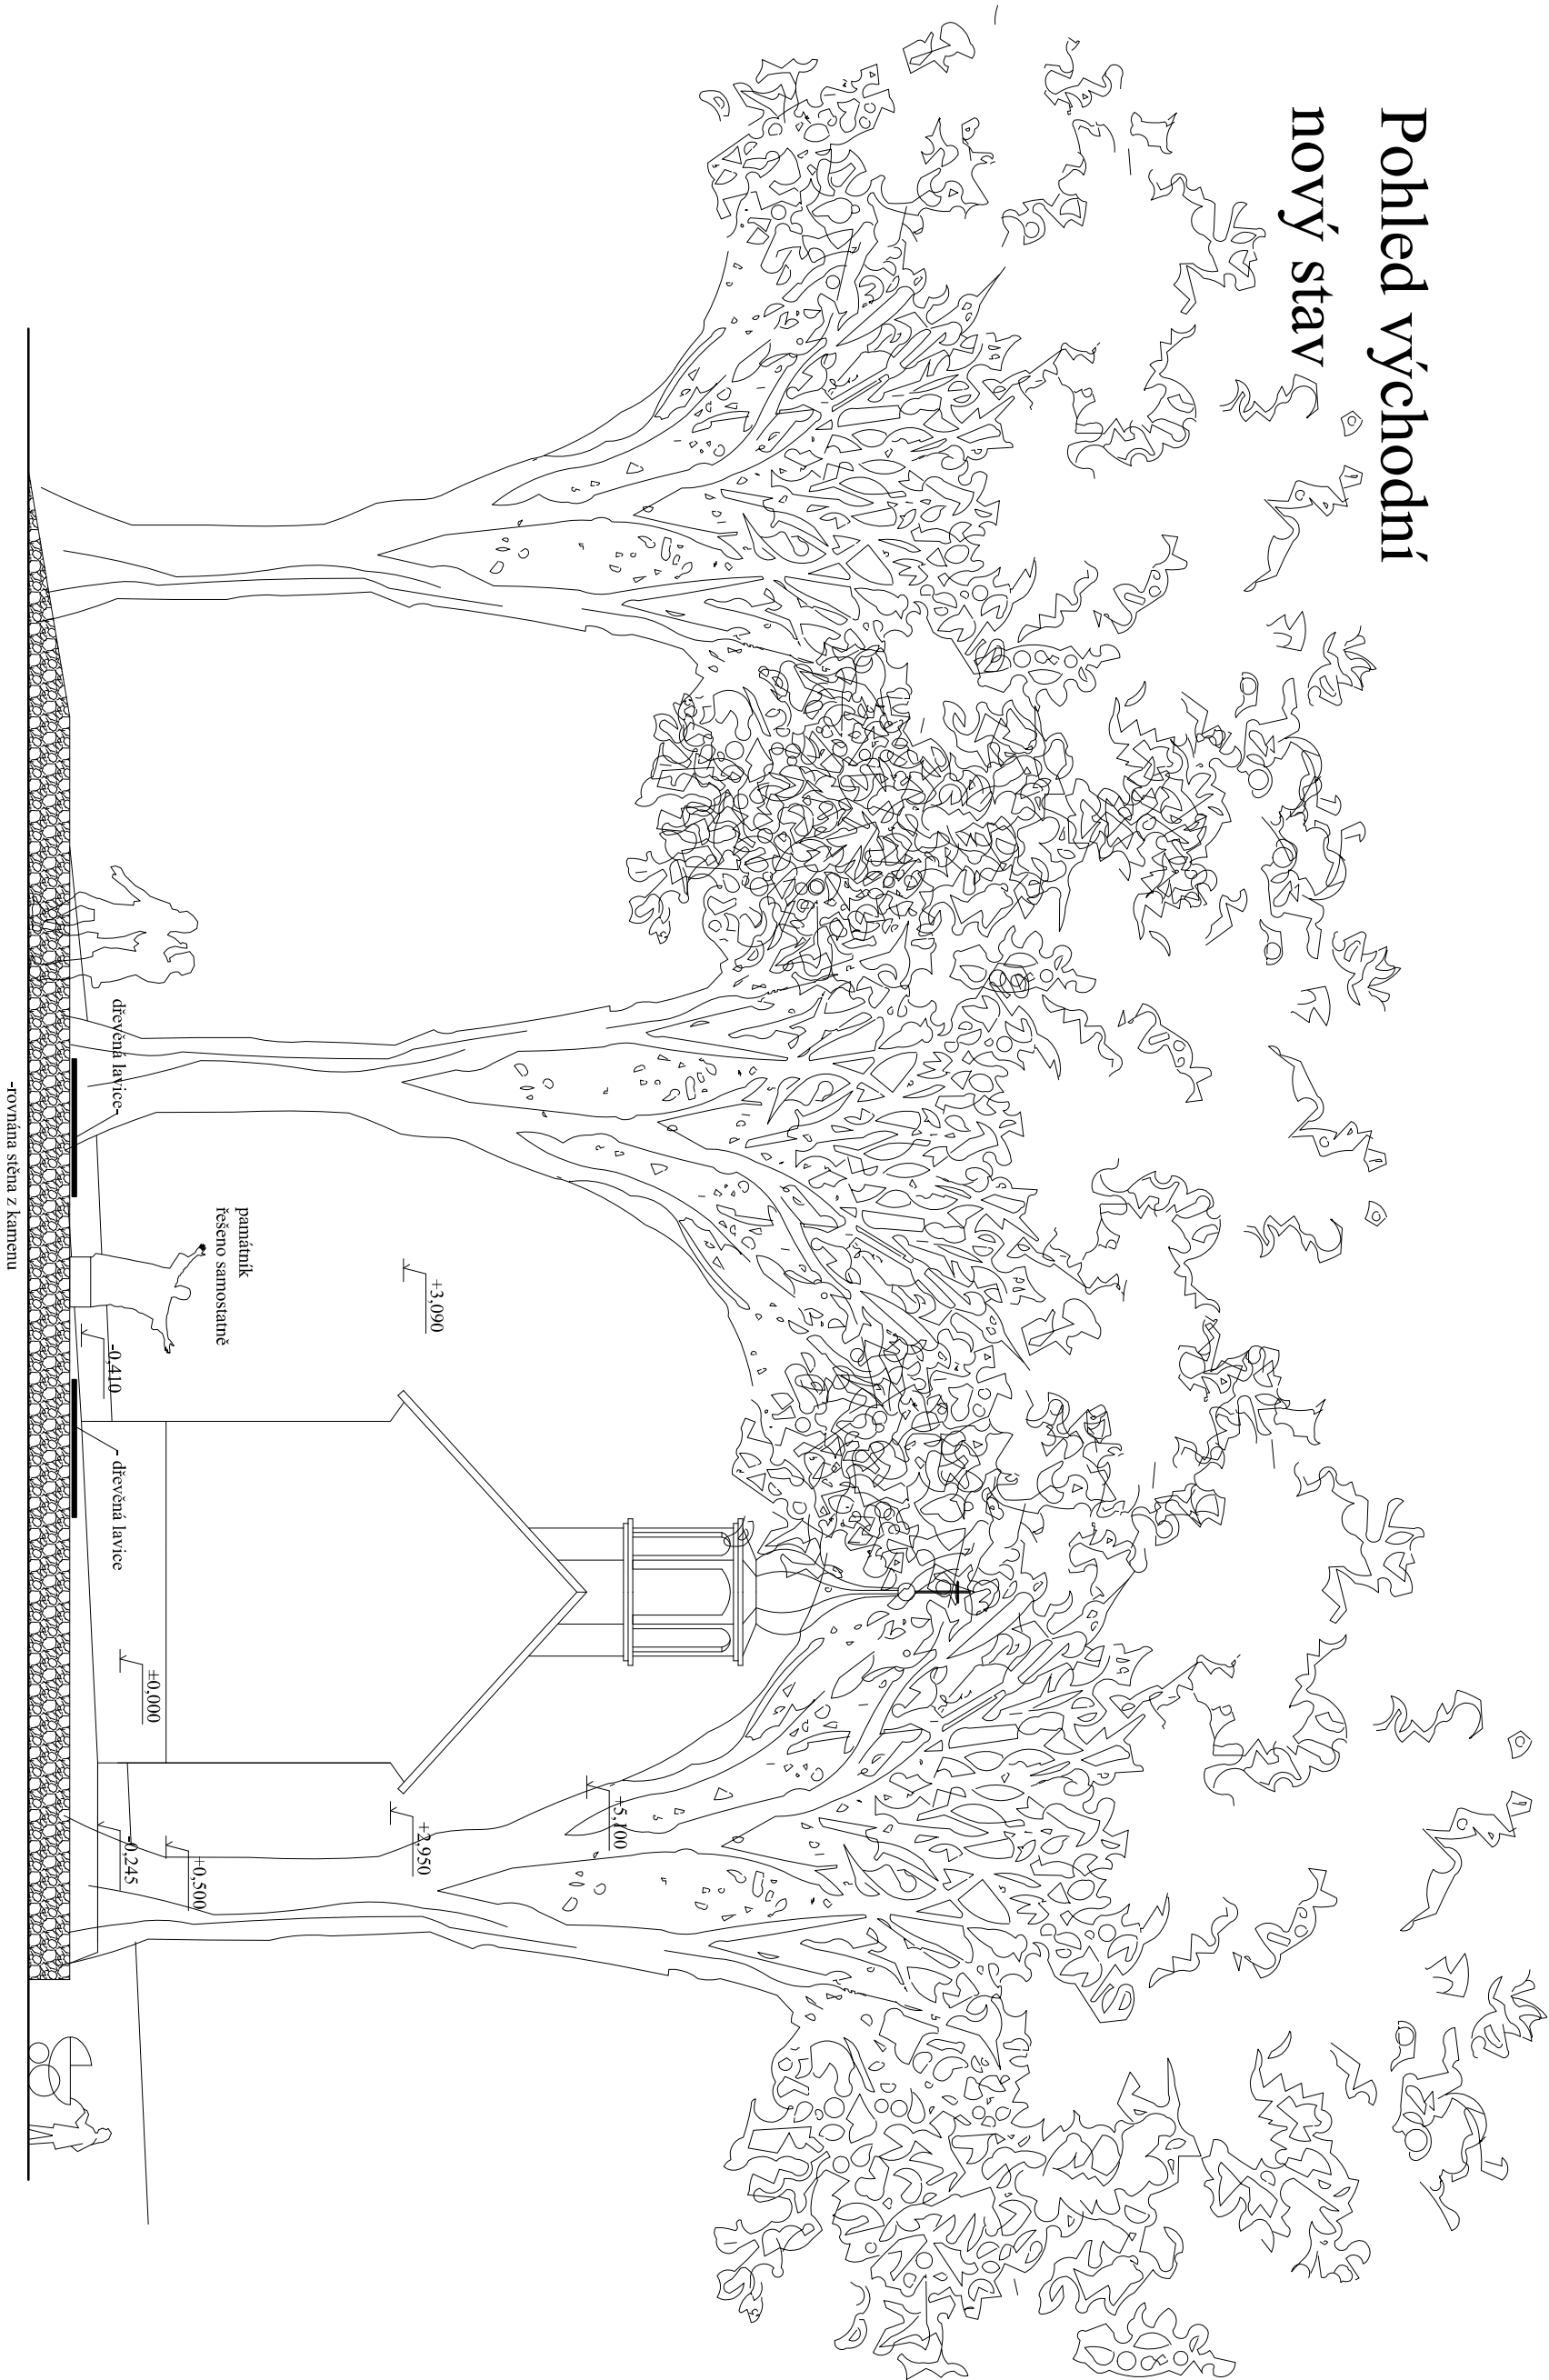 Pohled východní
nový stav
+3,090
+5,100
+2,950
památník
řešeno samostatně
±0,000
+0,500
dřevěná lavice-
-0,410
- dřevěná lavice
-0,245
-rovnána stěna z kamenu